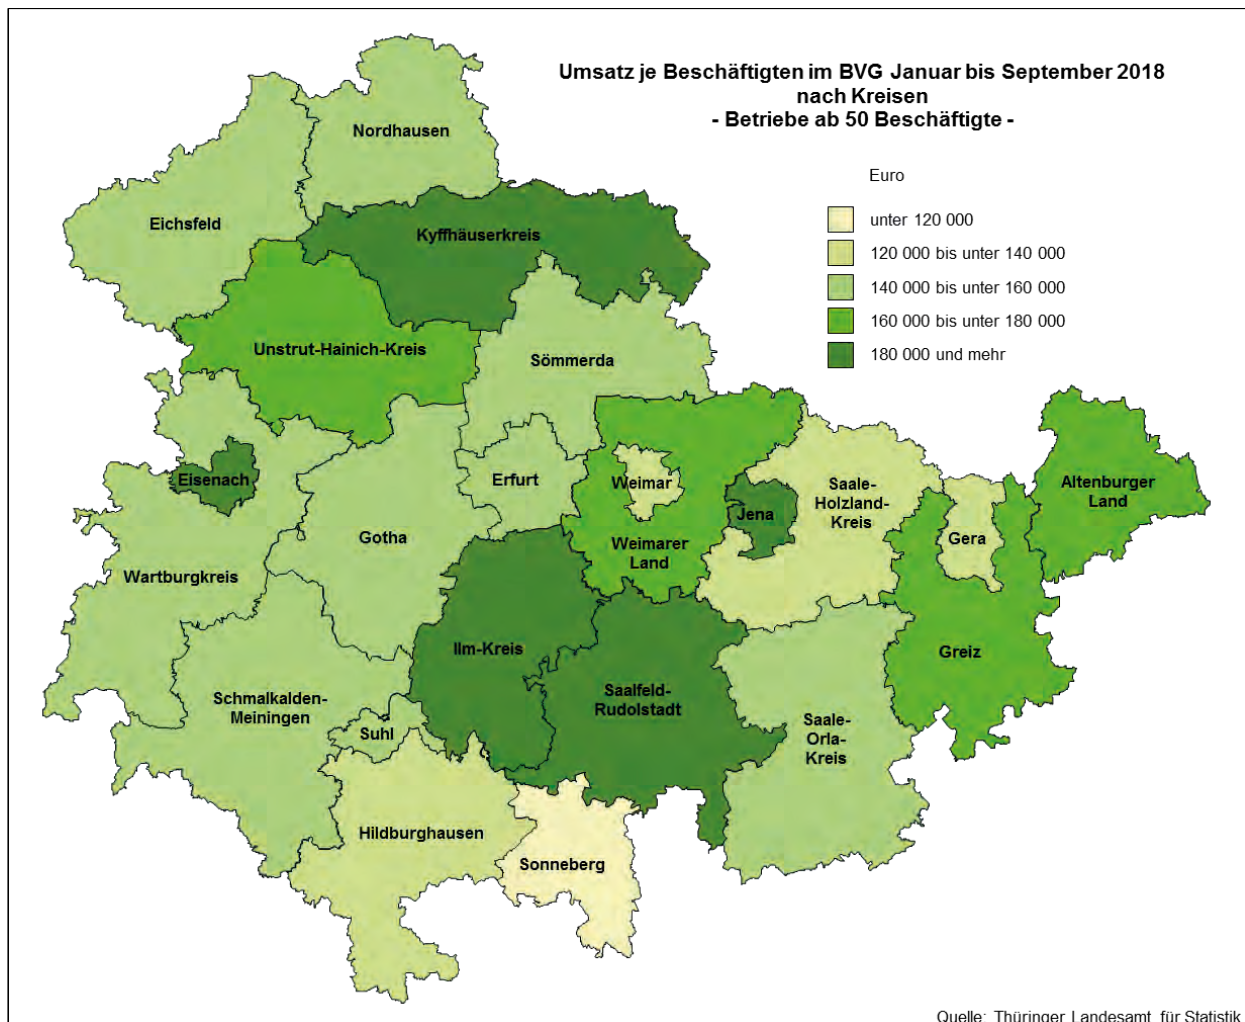 Umsatz je Beschäftigten im BVG Januar bis September 2018
nach Kreisen
- Betriebe ab 50 Beschäftigte -
Euro
unter 120 000
120 000 bis unter 140 000
140 000 bis unter 160 000
160 000 bis unter 180 000
180 000 und mehr
Nordhausen
Eichsfeld
Kyffhäuserkreis
Unstrut-Hainich-Kreis
Sömmerda
Eisenach
Erfurt
Weimar
Saale-
Holzland-
Kreis
Altenburger
Land
Jena
Gotha
Weimarer
Land
Gera
Wartburgkreis
Ilm-Kreis
Greiz
Schmalkalden-
Meiningen
Saalfeld-
Rudolstadt
Suhl
Saale-
Orla-
Kreis
Hildburghausen
Sonneberg
Quelle: Thüringer Landesamt für Statistik